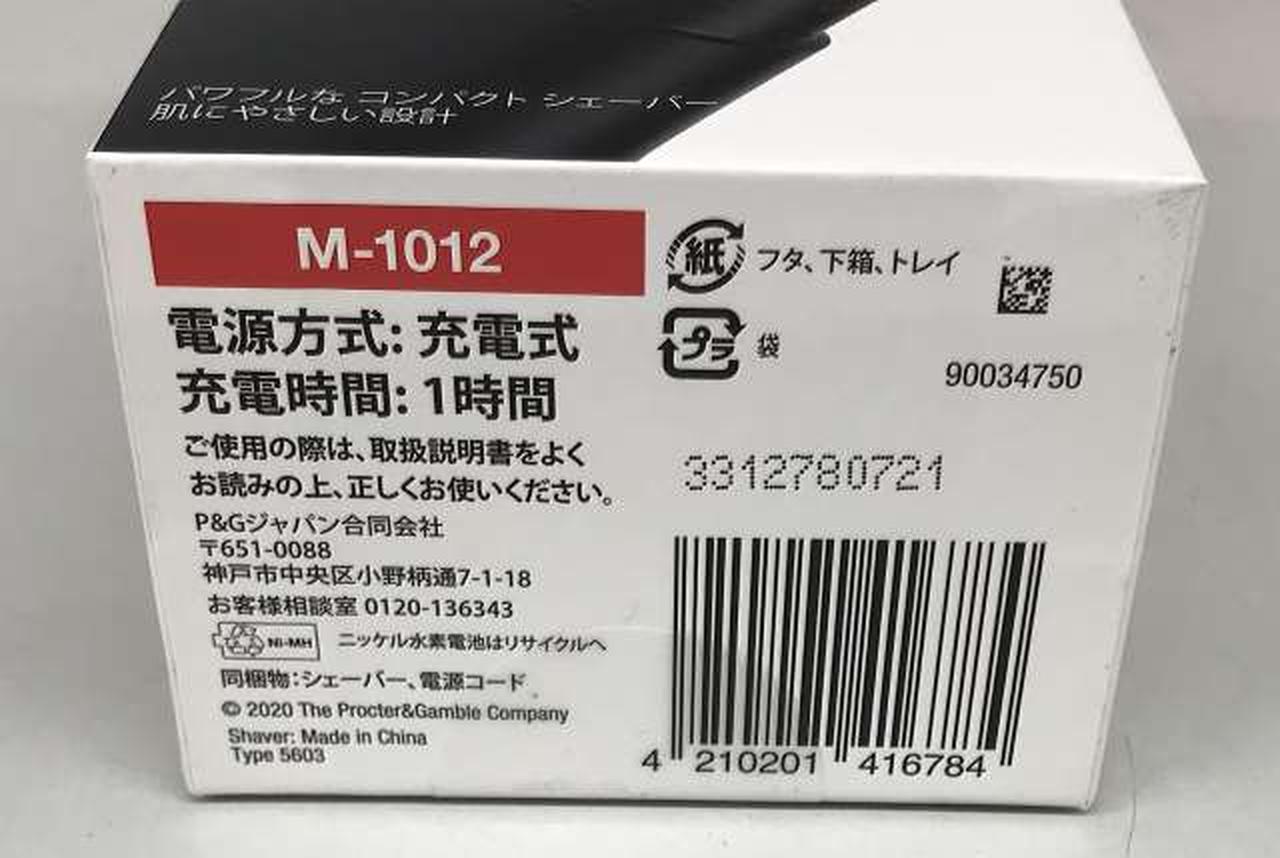 パワフルな コンパクト シェーバー
肌にやさしい設計
M-1012
電源方式: 充電式
充電時間: 1時間
ご使用の際は、取扱説明書をよく
お読みの上、正しくお使いください。
P&Gジャパン合同会社
〒651-0088
神戸市中央区小野柄通7-1-18
お客様相談室 0120-136343
Ni-MH ニッケル水素電池はリサイクルへ
同梱物:シェーバー、電源コード
© 2020 The Procter&Gamble Company
Shaver: Made in China
Type 5603
紙 フタ、下箱、トレイ
プラ 袋
90034750
3312780721
4 210201 416784